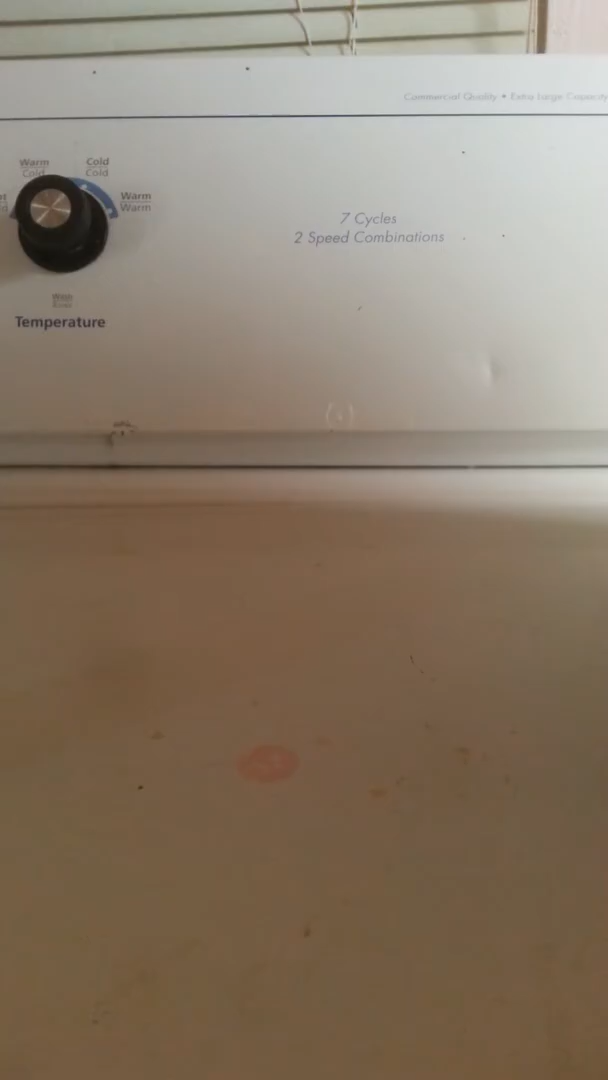 Commercial Quality • Extra Large Capacity
Warm
Cold
Cold
Cold
Warm
Warm
7 Cycles
2 Speed Combinations
Temperature